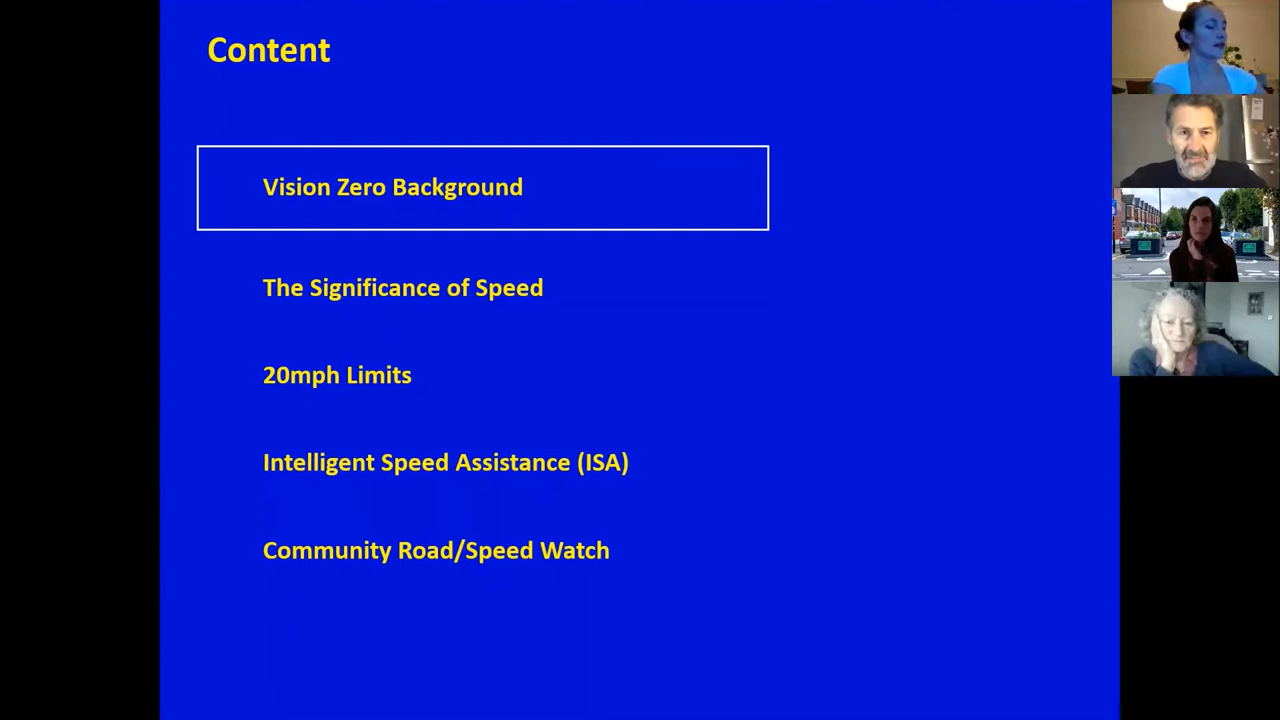 Content
Vision Zero Background
The Significance of Speed
20mph Limits
Intelligent Speed Assistance (ISA)
Community Road/Speed Watch